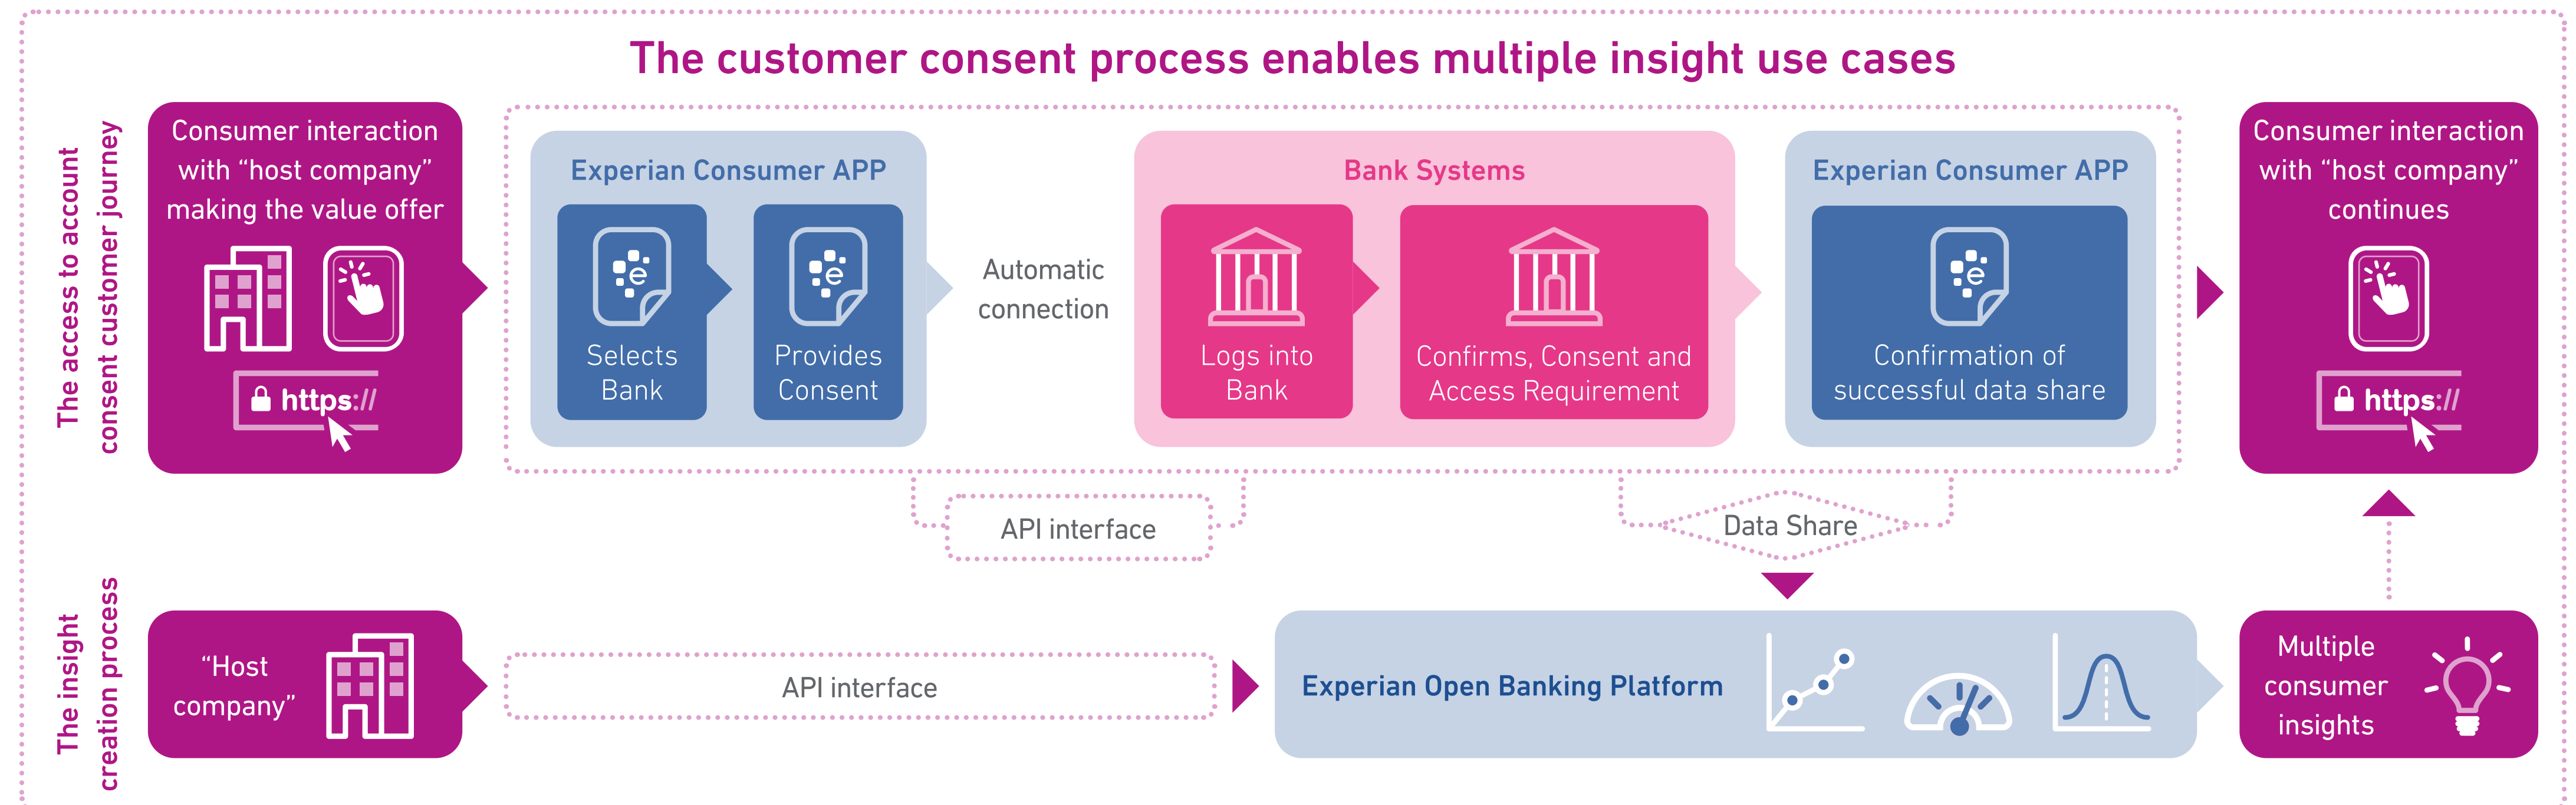 The customer consent process enables multiple insight use cases
The access to account
consent customer journey
Consumer interaction
with “host company”
making the value offer
https://
Experian Consumer APP
e
Selects
Bank
e
Provides
Consent
Automatic
connection
Bank Systems
Logs into
Bank
Confirms, Consent and
Access Requirement
Experian Consumer APP
e
Confirmation of
successful data share
Consumer interaction
with “host company”
continues
https://
API interface
Data Share
The insight
creation process
“Host
company”
API interface
Experian Open Banking Platform
Multiple
consumer
insights